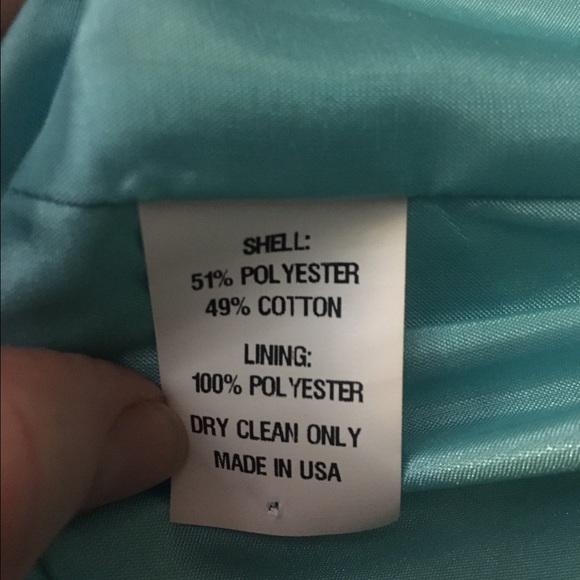 SHELL:
51% POLYESTER
49% COTTON
LINING:
100% POLYESTER
DRY CLEAN ONLY
MADE IN USA